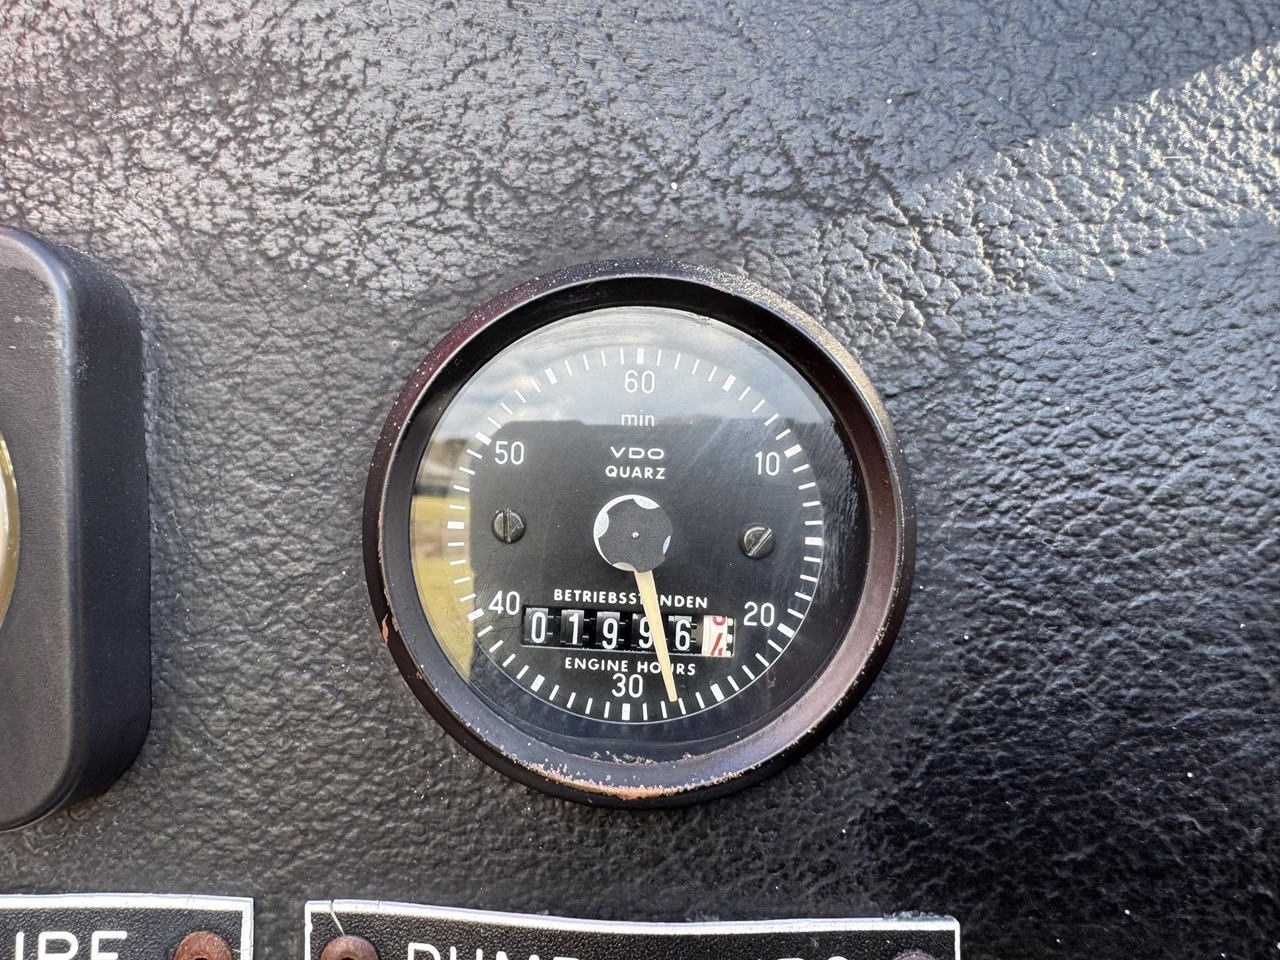 60
min
50
VDO
10
QUARZ
BETRIEBSSTUNDEN
40
01996
20
ENGINE HOURS
30